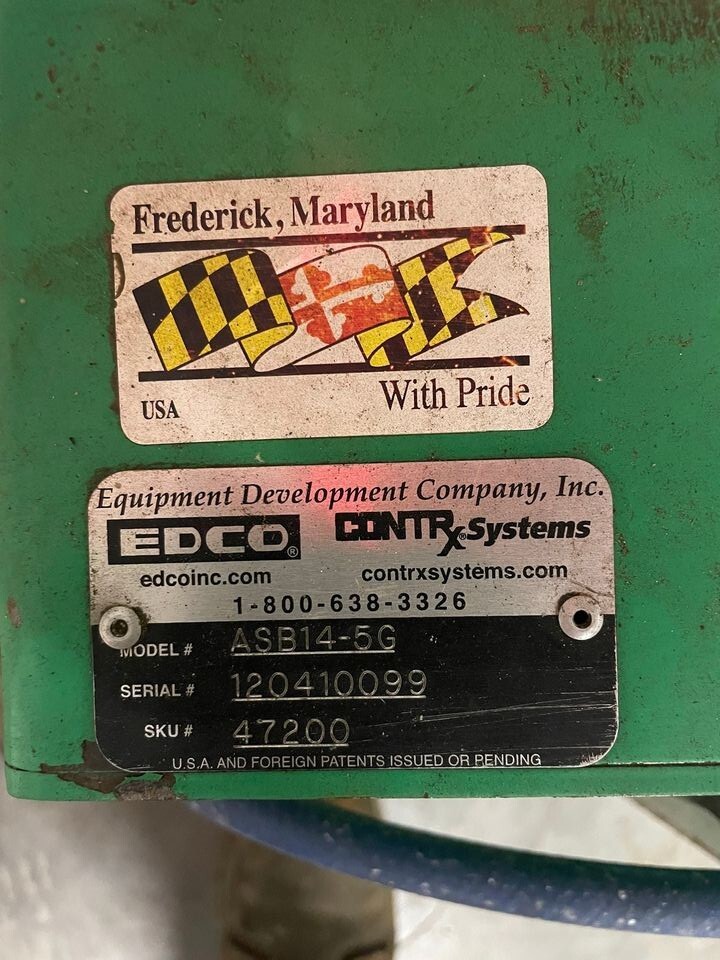 Frederick, Maryland
USA
With Pride
Equipment Development Company, Inc.
EDCO® CONTRx® Systems
edcoinc.com contrxsystems.com
1-800-638-3326
MODEL # ASB14-5G
SERIAL # 120410099
SKU # 47200
U.S.A. AND FOREIGN PATENTS ISSUED OR PENDING